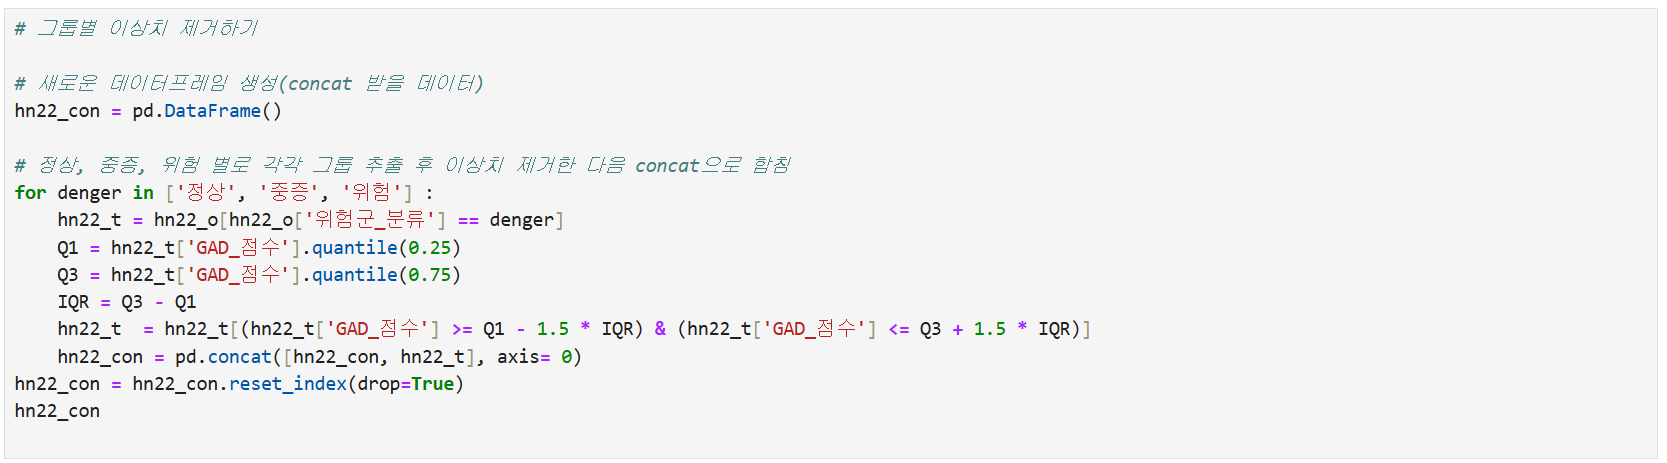 # 그룹별 이상치 제거하기
# 새로운 데이터프레임 생성(concat 받을 데이터)
hn22_con = pd.DataFrame()
# 정상, 중증, 위험 별로 각각 그룹 추출 후 이상치 제거한 다음 concat으로 합침
for denger in ['정상', '중증', '위험'] :
    hn22_t = hn22_o[hn22_o['위험군_분류'] == denger]
    Q1 = hn22_t['GAD_점수'].quantile(0.25)
    Q3 = hn22_t['GAD_점수'].quantile(0.75)
    IQR = Q3 - Q1
    hn22_t  = hn22_t[(hn22_t['GAD_점수'] >= Q1 - 1.5 * IQR) & (hn22_t['GAD_점수'] <= Q3 + 1.5 * IQR)]
    hn22_con = pd.concat([hn22_con, hn22_t], axis= 0)
hn22_con = hn22_con.reset_index(drop=True)
hn22_con